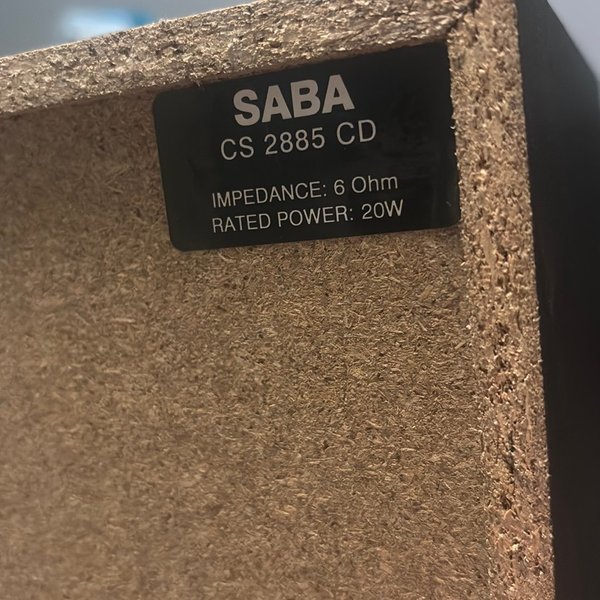 SABA
CS 2885 CD
IMPEDANCE: 6 Ohm
RATED POWER: 20W